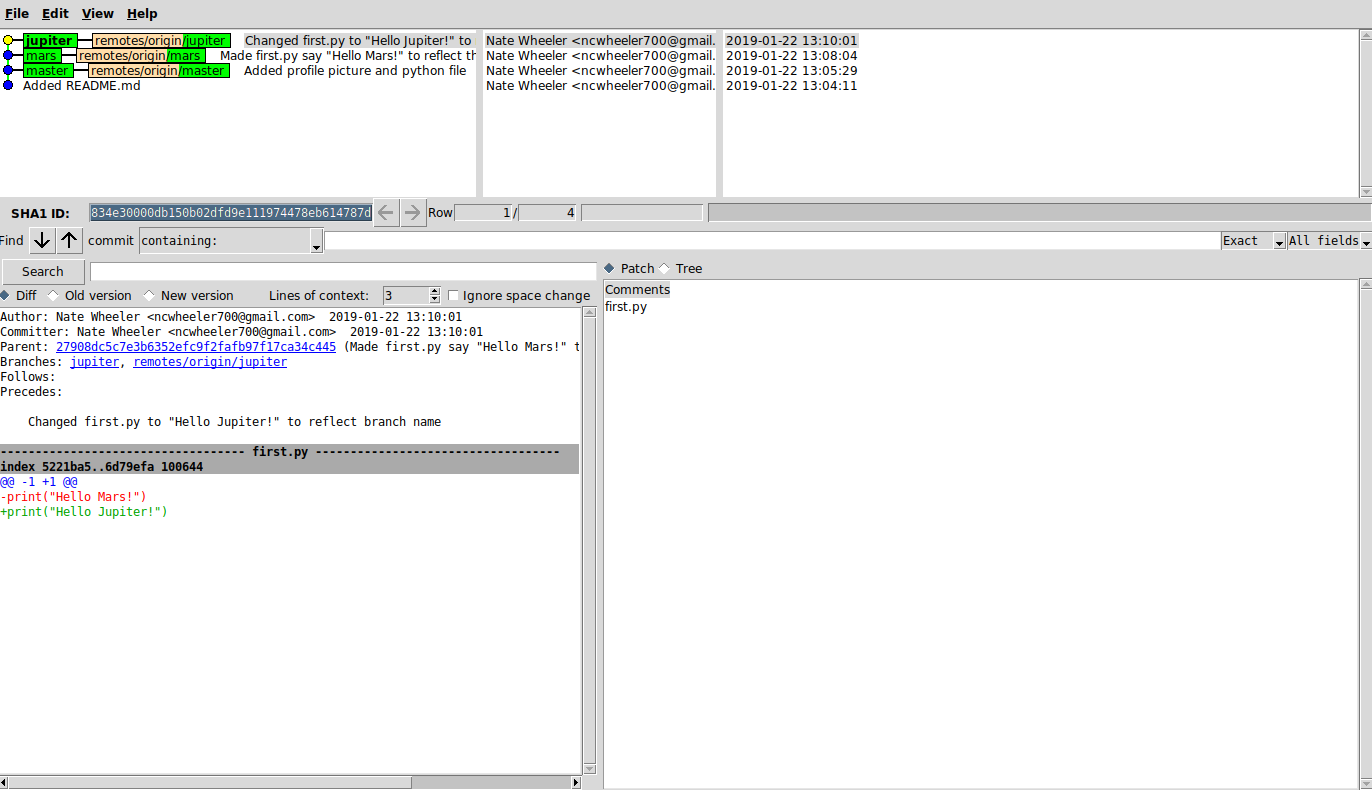 File Edit View Help
jupiter remotes/origin/jupiter Changed first.py to "Hello Jupiter!" to Nate Wheeler <ncwheeler700@gmail. 2019-01-22 13:10:01
mars remotes/origin/mars Made first.py say "Hello Mars!" to reflect th Nate Wheeler <ncwheeler700@gmail. 2019-01-22 13:08:04
master remotes/origin/master Added profile picture and python file Nate Wheeler <ncwheeler700@gmail. 2019-01-22 13:05:29
Added README.md Nate Wheeler <ncwheeler700@gmail. 2019-01-22 13:04:11
SHA1 ID: 834e30000db150b02dfd9e111974478eb614787d Row 1 / 4
Find commit containing: Exact All fields
Search
Patch Tree
Diff Old version New version Lines of context: 3 Ignore space change
Comments
first.py
Author: Nate Wheeler <ncwheeler700@gmail.com> 2019-01-22 13:10:01
Committer: Nate Wheeler <ncwheeler700@gmail.com> 2019-01-22 13:10:01
Parent: 27908dc5c7e3b6352efc9f2fafb97f17ca34c445 (Made first.py say "Hello Mars!" t
Branches: jupiter, remotes/origin/jupiter
Follows:
Precedes:
Changed first.py to "Hello Jupiter!" to reflect branch name
----------------------------------- first.py -----------------------------------
index 5221ba5..6d79efa 100644
@@ -1 +1 @@
-print("Hello Mars!")
+print("Hello Jupiter!")